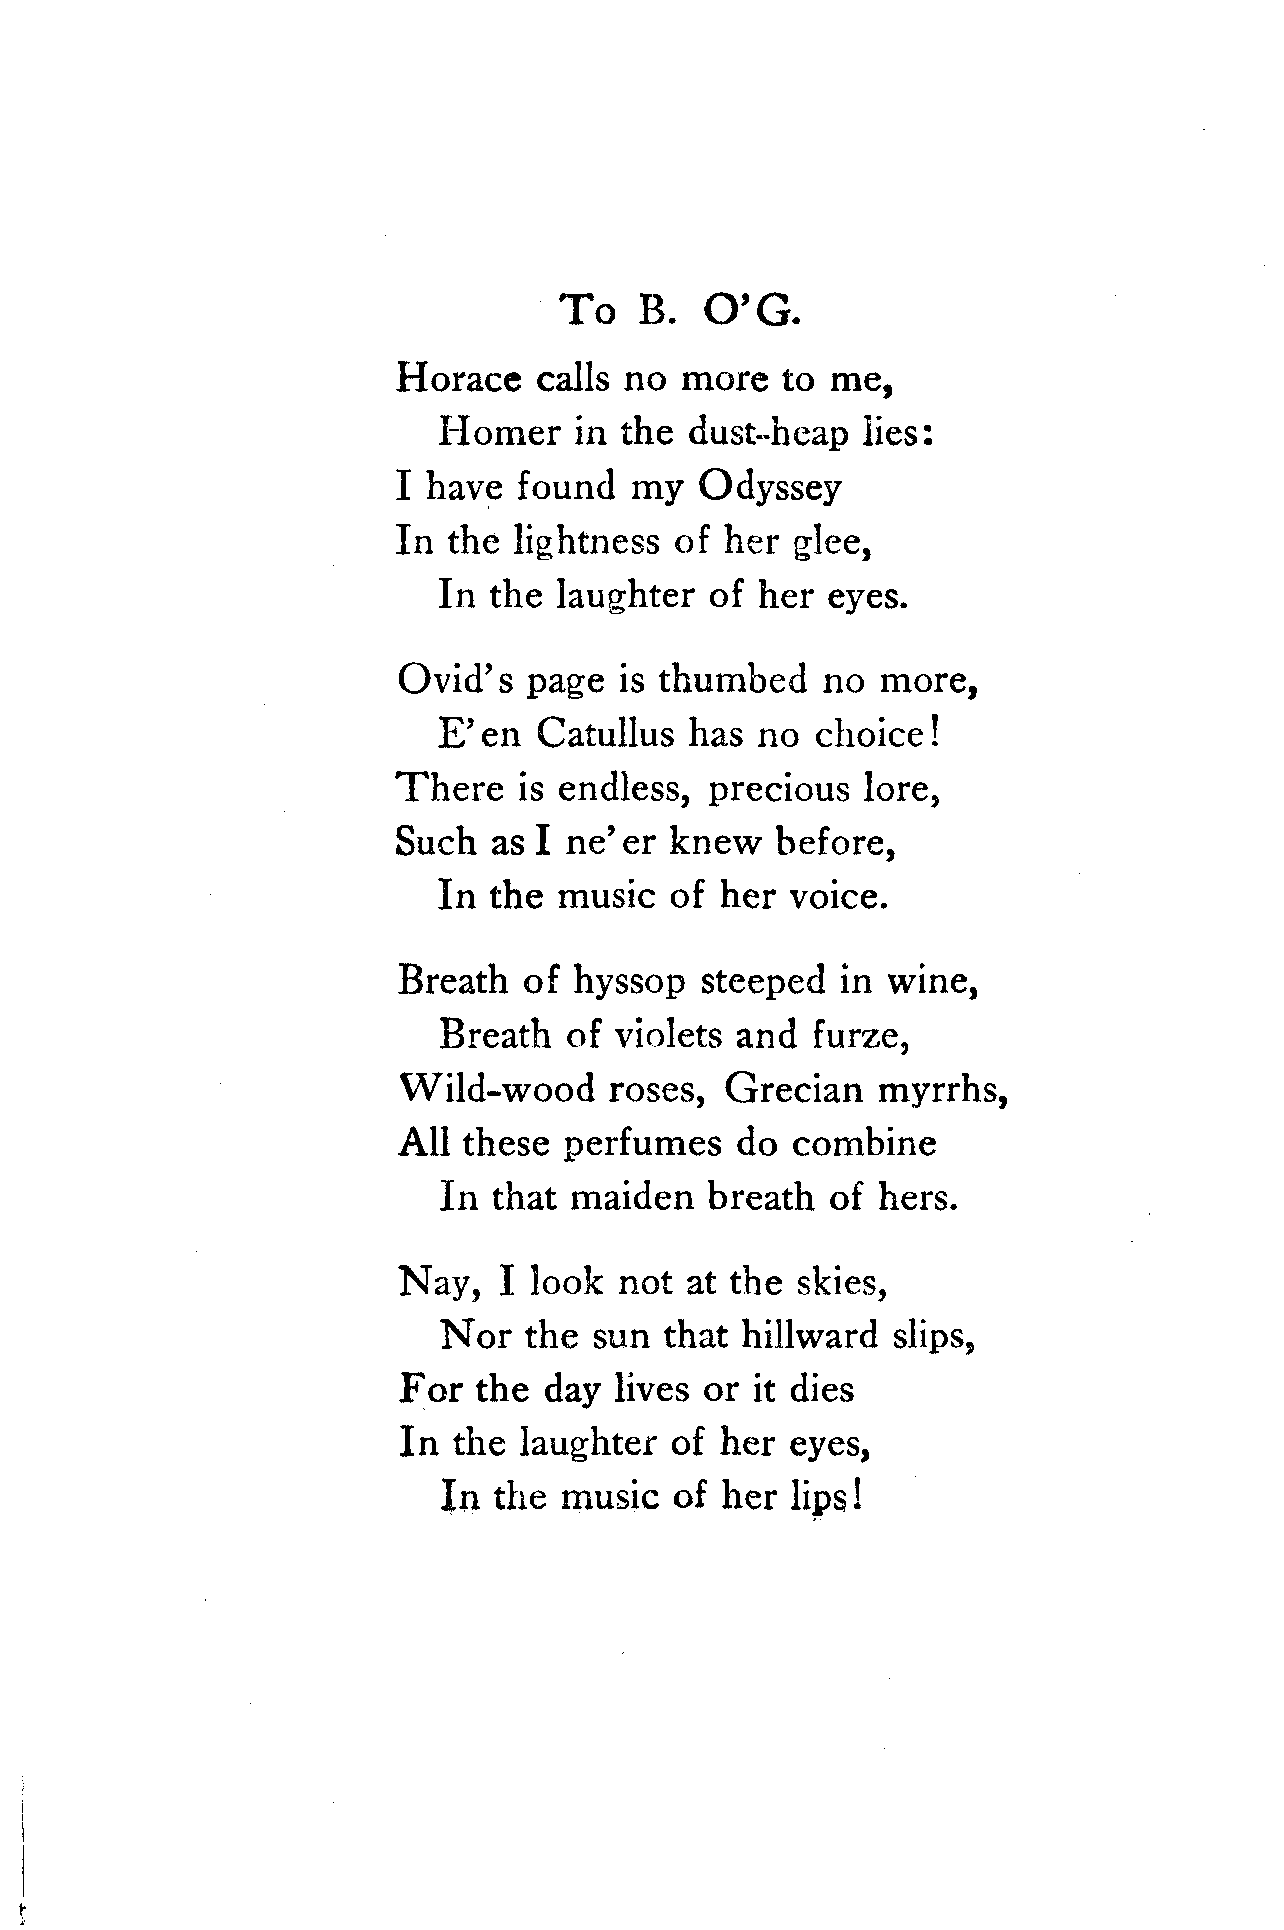 To B. O'G.
Horace calls no more to me,
Homer in the dust-heap lies:
I have found my Odyssey
In the lightness of her glee,
In the laughter of her eyes.
Ovid's page is thumbed no more,
E'en Catullus has no choice!
There is endless, precious lore,
Such as I ne'er knew before,
In the music of her voice.
Breath of hyssop steeped in wine,
Breath of violets and furze,
Wild-wood roses, Grecian myrrhs,
All these perfumes do combine
In that maiden breath of hers.
Nay, I look not at the skies,
Nor the sun that hillward slips,
For the day lives or it dies
In the laughter of her eyes,
In the music of her lips!